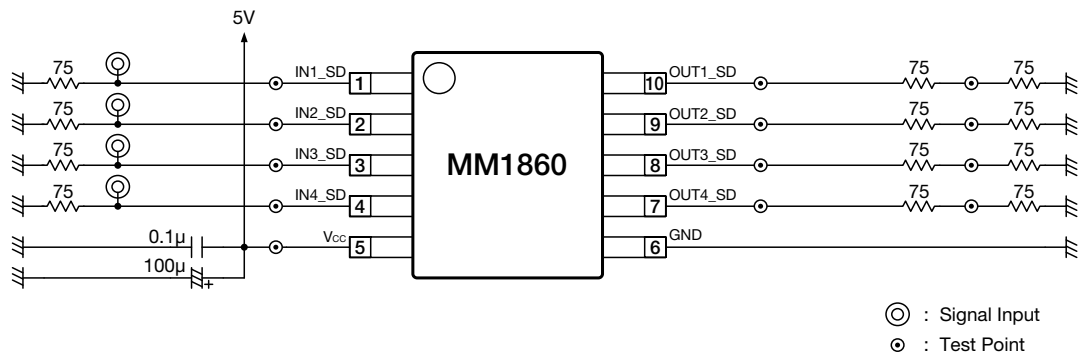 5V
75
IN1_SD
1
10
OUT1_SD
75
75
75
IN2_SD
2
9
OUT2_SD
75
75
75
IN3_SD
3
MM1860
8
OUT3_SD
75
75
75
IN4_SD
4
7
OUT4_SD
75
75
0.1μ
Vcc
5
6
GND
100μ
+
: Signal Input
: Test Point